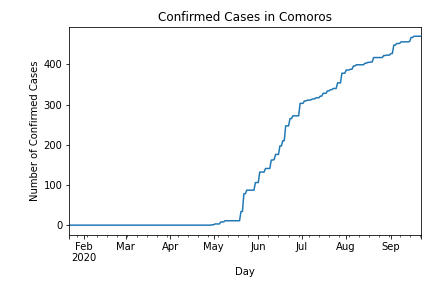 Confirmed Cases in Comoros
Number of Confirmed Cases
400
300
200
100
0
Feb Mar Apr May Jun Jul Aug Sep
2020
Day